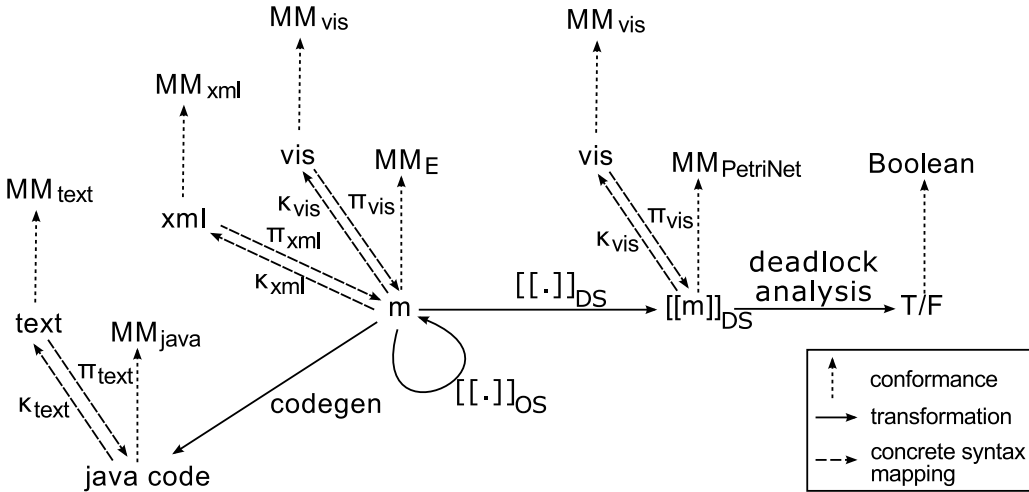 MM vis
MM vis
MM xml
vis
MM E
vis
MM PetriNet
Boolean
MM text
κ vis
π vis
π vis
xml
π xml
κ vis
κ xml
[[.]] DS
deadlock
analysis
m
[[m]] DS
T/F
text
MM java
π text
κ text
codegen
[[.]] OS
java code
conformance
transformation
concrete syntax
mapping